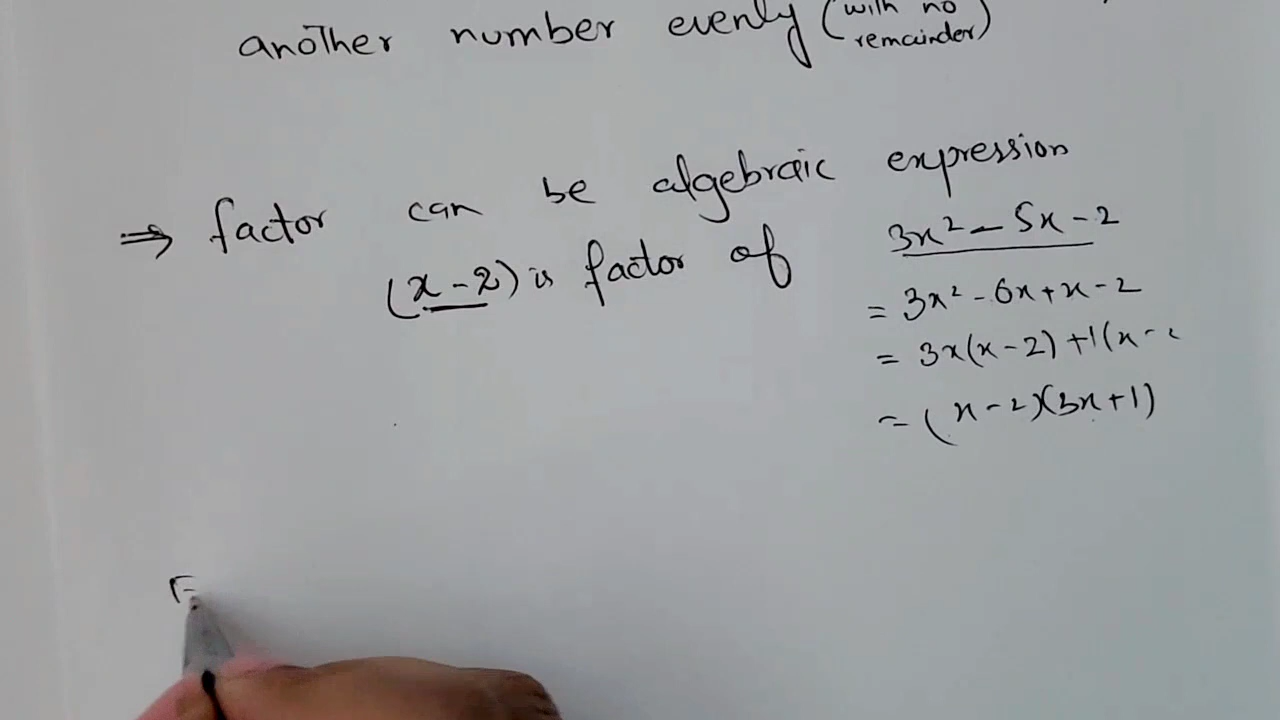 another number evenly (with no remainder)
⇒ factor can be algebraic expression
(x-2) is factor of 3x² - 5x - 2
= 3x² - 6x + x - 2
= 3x(x-2) + 1(x-
= (x-2)(3x+1)
F